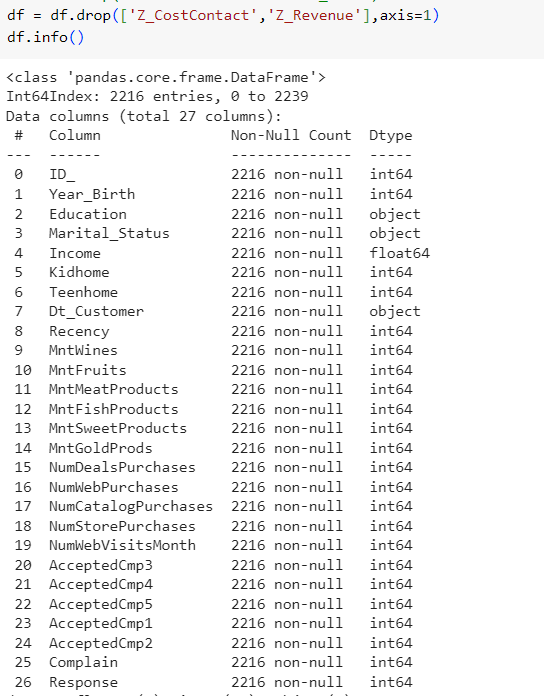 df = df.drop(['Z_CostContact','Z_Revenue'],axis=1)
df.info()
<class 'pandas.core.frame.DataFrame'>
Int64Index: 2216 entries, 0 to 2239
Data columns (total 27 columns):
 #   Column               Non-Null Count  Dtype
---  ------               --------------  -----
 0   ID_                  2216 non-null   int64
 1   Year_Birth           2216 non-null   int64
 2   Education            2216 non-null   object
 3   Marital_Status       2216 non-null   object
 4   Income               2216 non-null   float64
 5   Kidhome              2216 non-null   int64
 6   Teenhome             2216 non-null   int64
 7   Dt_Customer          2216 non-null   object
 8   Recency              2216 non-null   int64
 9   MntWines             2216 non-null   int64
 10  MntFruits            2216 non-null   int64
 11  MntMeatProducts      2216 non-null   int64
 12  MntFishProducts      2216 non-null   int64
 13  MntSweetProducts     2216 non-null   int64
 14  MntGoldProds         2216 non-null   int64
 15  NumDealsPurchases    2216 non-null   int64
 16  NumWebPurchases      2216 non-null   int64
 17  NumCatalogPurchases  2216 non-null   int64
 18  NumStorePurchases    2216 non-null   int64
 19  NumWebVisitsMonth    2216 non-null   int64
 20  AcceptedCmp3         2216 non-null   int64
 21  AcceptedCmp4         2216 non-null   int64
 22  AcceptedCmp5         2216 non-null   int64
 23  AcceptedCmp1         2216 non-null   int64
 24  AcceptedCmp2         2216 non-null   int64
 25  Complain             2216 non-null   int64
 26  Response             2216 non-null   int64